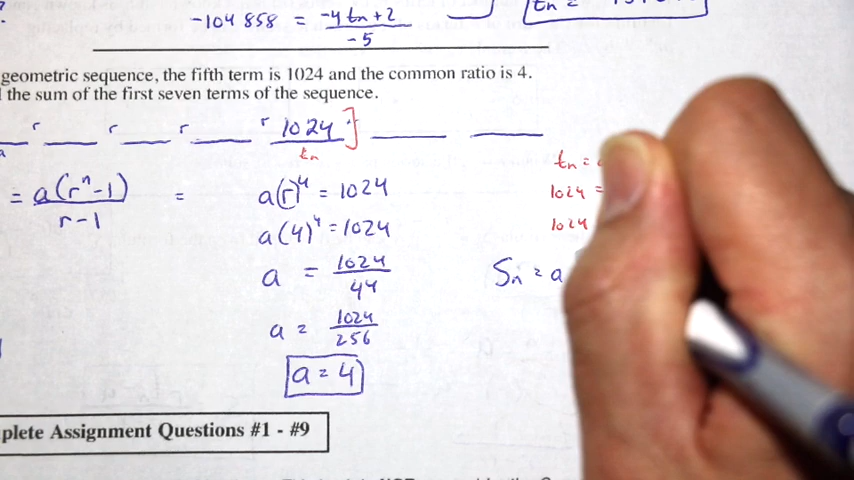 -104 858 = -4tn+2 / -5
tn =
geometric sequence, the fifth term is 1024 and the common ratio is 4.
the sum of the first seven terms of the sequence.
r r r r 1024
a tn
tn =
= a(rⁿ-1) / r-1 = a(r)⁴ = 1024
1024 =
a(4)⁴ = 1024
1024
a = 1024 / 44
Sn = a
a = 1024 / 256
a = 4
plete Assignment Questions #1 - #9